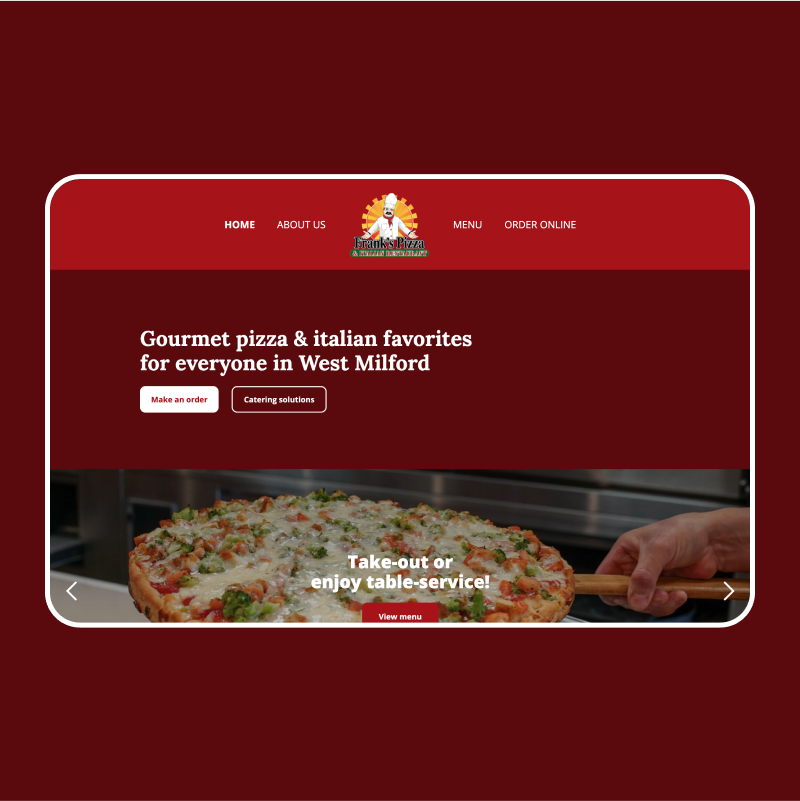 HOME ABOUT US
Frank's Pizza
& ITALIAN RESTAURANT
MENU ORDER ONLINE
Gourmet pizza & italian favorites
for everyone in West Milford
Make an order Catering solutions
Take-out or
enjoy table-service!
View menu